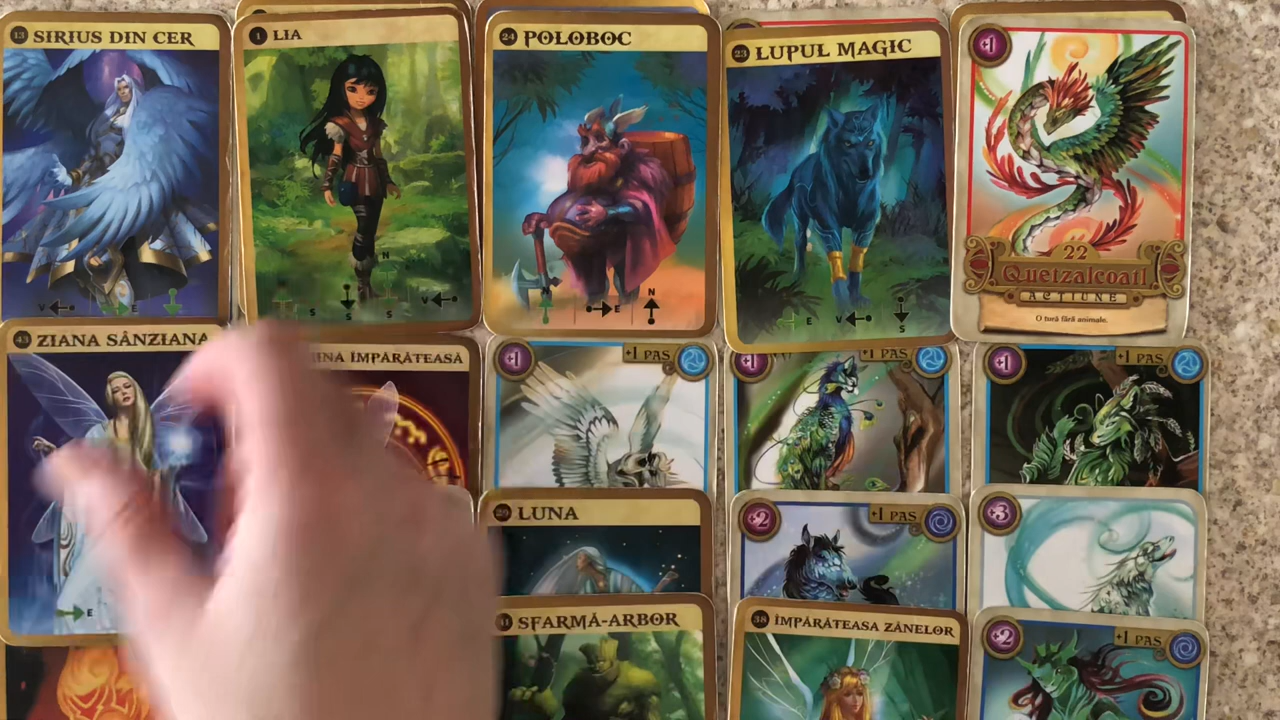 13 SIRIUS DIN CER
1 LIA
24 POLOBOC
23 LUPUL MAGIC
+1
22
Quetzalcoatl
ACȚIUNE
O tură fără animale.
V E
S S S N V
N E N
E V S
43 ZIANA SÂNZIANA
INA ÎMPĂRĂTEASĂ
+1 +1 PAS
+1 +1 PAS
+1 +1 PAS
E
LUNA
+2 +1 PAS
+3
SFARMĂ-ARBOR
38 ÎMPĂRĂTEASA ZÂNELOR
+2 +1 PAS